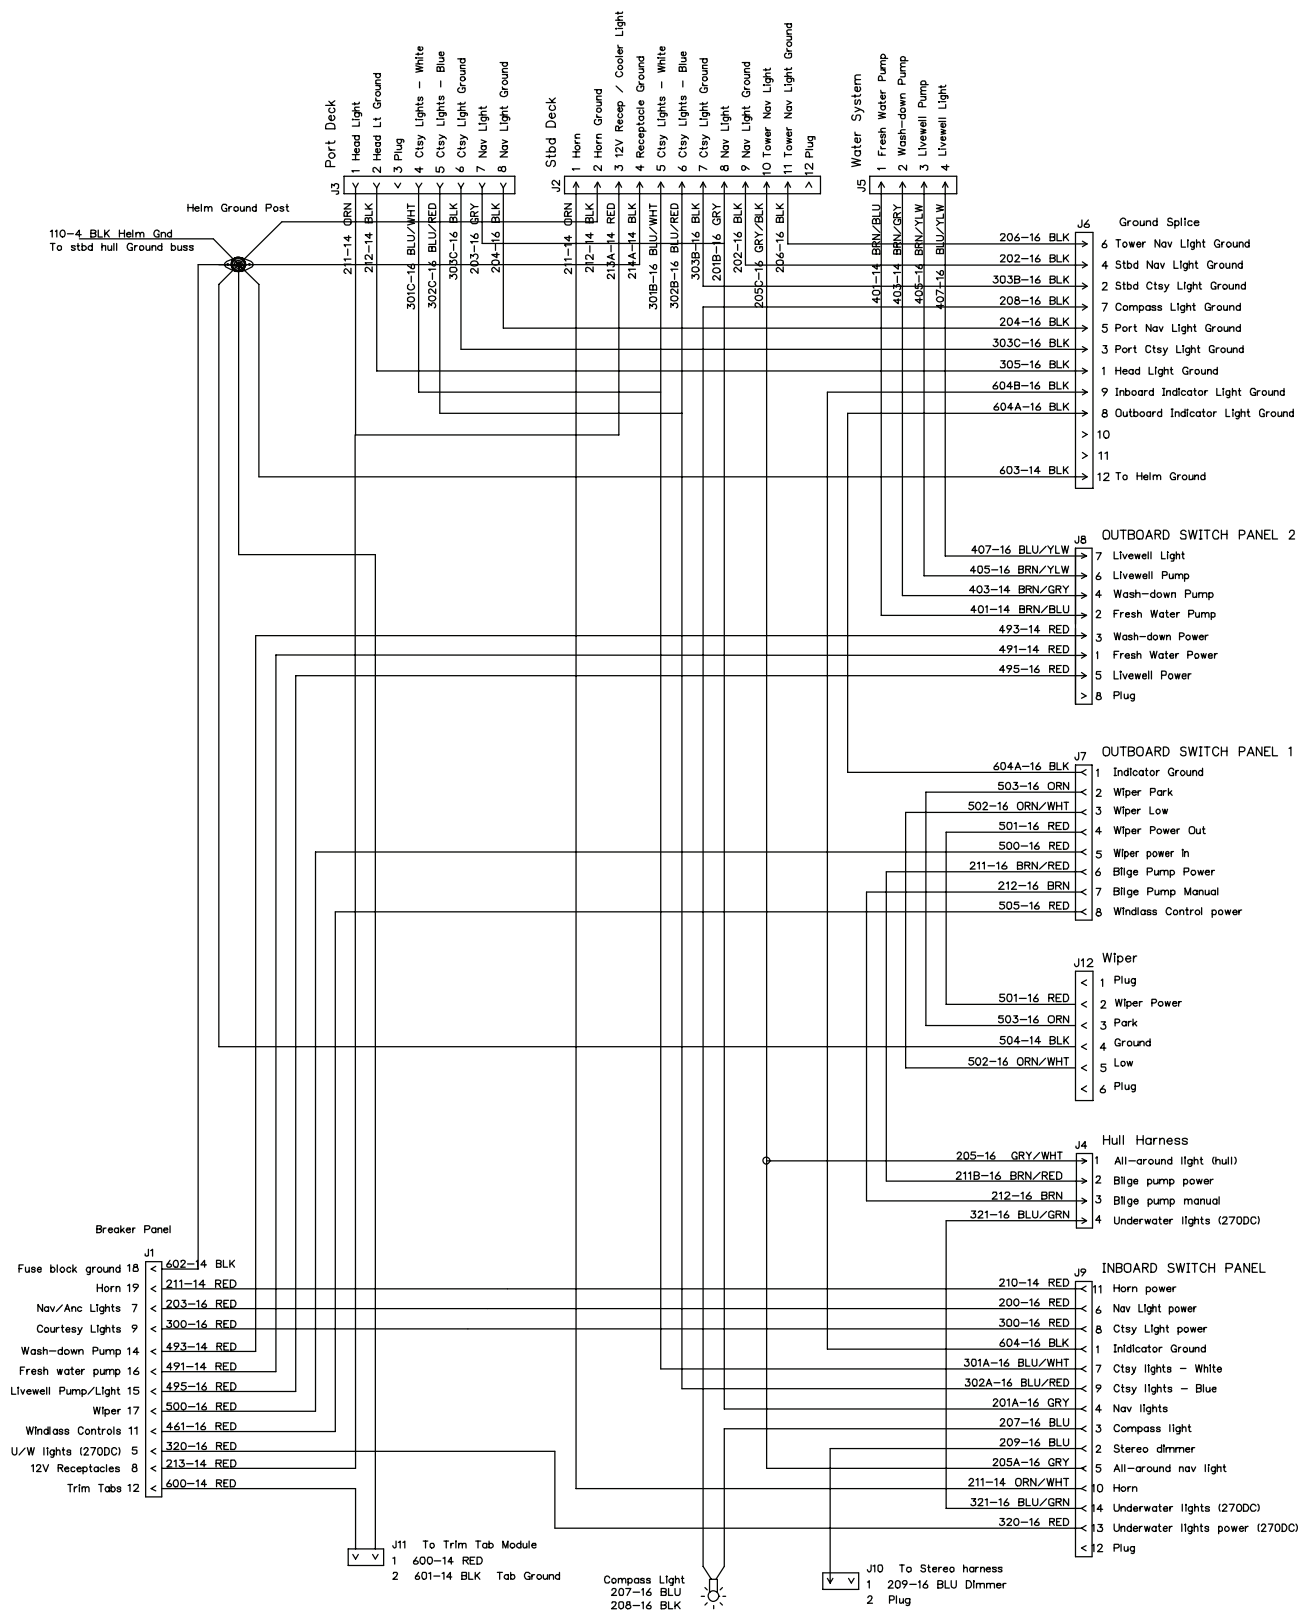 Port Deck
J3
1 Head Light
2 Head Lt Ground
3 Plug
4 Ctsy Lights - White
5 Ctsy Lights - Blue
6 Ctsy Light Ground
7 Nav Light
8 Nav Light Ground
211-14 ORN
212-14 BLK
301C-16 BLU/WHT
302C-16 BLU/RED
303C-16 BLK
203-16 GRY
204-16 BLK
Stbd Deck
J2
1 Horn
2 Horn Ground
3 12V Recep / Cooler Light
4 Receptacle Ground
5 Ctsy Lights - White
6 Ctsy Lights - Blue
7 Ctsy Light Ground
8 Nav Light
9 Nav Light Ground
10 Tower Nav Light
11 Tower Nav Light Ground
12 Plug
211-14 ORN
212-14 BLK
213A-14 RED
214A-14 BLK
301B-16 BLU/WHT
302B-16 BLU/RED
303B-16 BLK
201B-16 GRY
202-16 BLK
205C-16 GRY/BLK
206-16 BLK
Water System
J5
1 Fresh Water Pump
2 Wash-down Pump
3 Livewell Pump
4 Livewell Light
401-14 BRN/BLU
403-14 BRN/GRY
405-16 BRN/YLW
407-16 BLU/YLW
Helm Ground Post
110-4 BLK Helm Gnd
To stbd hull Ground buss
J6 Ground Splice
206-16 BLK 6 Tower Nav Light Ground
202-16 BLK 4 Stbd Nav Light Ground
303B-16 BLK 2 Stbd Ctsy Light Ground
208-16 BLK 7 Compass Light Ground
204-16 BLK 5 Port Nav Light Ground
303C-16 BLK 3 Port Ctsy Light Ground
305-16 BLK 1 Head Light Ground
604B-16 BLK 9 Inboard Indicator Light Ground
604A-16 BLK 8 Outboard Indicator Light Ground
10
11
603-14 BLK 12 To Helm Ground
J8 OUTBOARD SWITCH PANEL 2
407-16 BLU/YLW 7 Livewell Light
405-16 BRN/YLW 6 Livewell Pump
403-14 BRN/GRY 4 Wash-down Pump
401-14 BRN/BLU 2 Fresh Water Pump
493-14 RED 3 Wash-down Power
491-14 RED 1 Fresh Water Power
495-16 RED 5 Livewell Power
8 Plug
J7 OUTBOARD SWITCH PANEL 1
604A-16 BLK 1 Indicator Ground
503-16 ORN 2 Wiper Park
502-16 ORN/WHT 3 Wiper Low
501-16 RED 4 Wiper Power Out
500-16 RED 5 Wiper power in
211-16 BRN/RED 6 Bilge Pump Power
212-16 BRN 7 Bilge Pump Manual
505-16 RED 8 Windlass Control power
J12 Wiper
1 Plug
501-16 RED 2 Wiper Power
503-16 ORN 3 Park
504-14 BLK 4 Ground
502-16 ORN/WHT 5 Low
6 Plug
J4 Hull Harness
205-16 GRY/WHT 1 All-around light (hull)
211B-16 BRN/RED 2 Bilge pump power
212-16 BRN 3 Bilge pump manual
321-16 BLU/GRN 4 Underwater lights (270DC)
Breaker Panel
J1
Fuse block ground 18 602-14 BLK
Horn 19 211-14 RED
Nav/Anc Lights 7 203-16 RED
Courtesy Lights 9 300-16 RED
Wash-down Pump 14 493-14 RED
Fresh water pump 16 491-14 RED
Livewell Pump/Light 15 495-16 RED
Wiper 17 500-16 RED
Windlass Controls 11 461-16 RED
U/W lights (270DC) 5 320-16 RED
12V Receptacles 8 213-14 RED
Trim Tabs 12 600-14 RED
J9 INBOARD SWITCH PANEL
210-14 RED 11 Horn power
200-16 RED 6 Nav Light power
300-16 RED 8 Ctsy Light power
604-16 BLK 1 Inidicator Ground
301A-16 BLU/WHT 7 Ctsy lights - White
302A-16 BLU/RED 9 Ctsy lights - Blue
201A-16 GRY 4 Nav lights
207-16 BLU 3 Compass light
209-16 BLU 2 Stereo dimmer
205A-16 GRY 5 All-around nav light
211-14 ORN/WHT 10 Horn
321-16 BLU/GRN 14 Underwater lights (270DC)
320-16 RED 13 Underwater lights power (270DC)
12 Plug
J11 To Trim Tab Module
1 600-14 RED
2 601-14 BLK Tab Ground
Compass Light
207-16 BLU
208-16 BLK
J10 To Stereo harness
1 209-16 BLU Dimmer
2 Plug